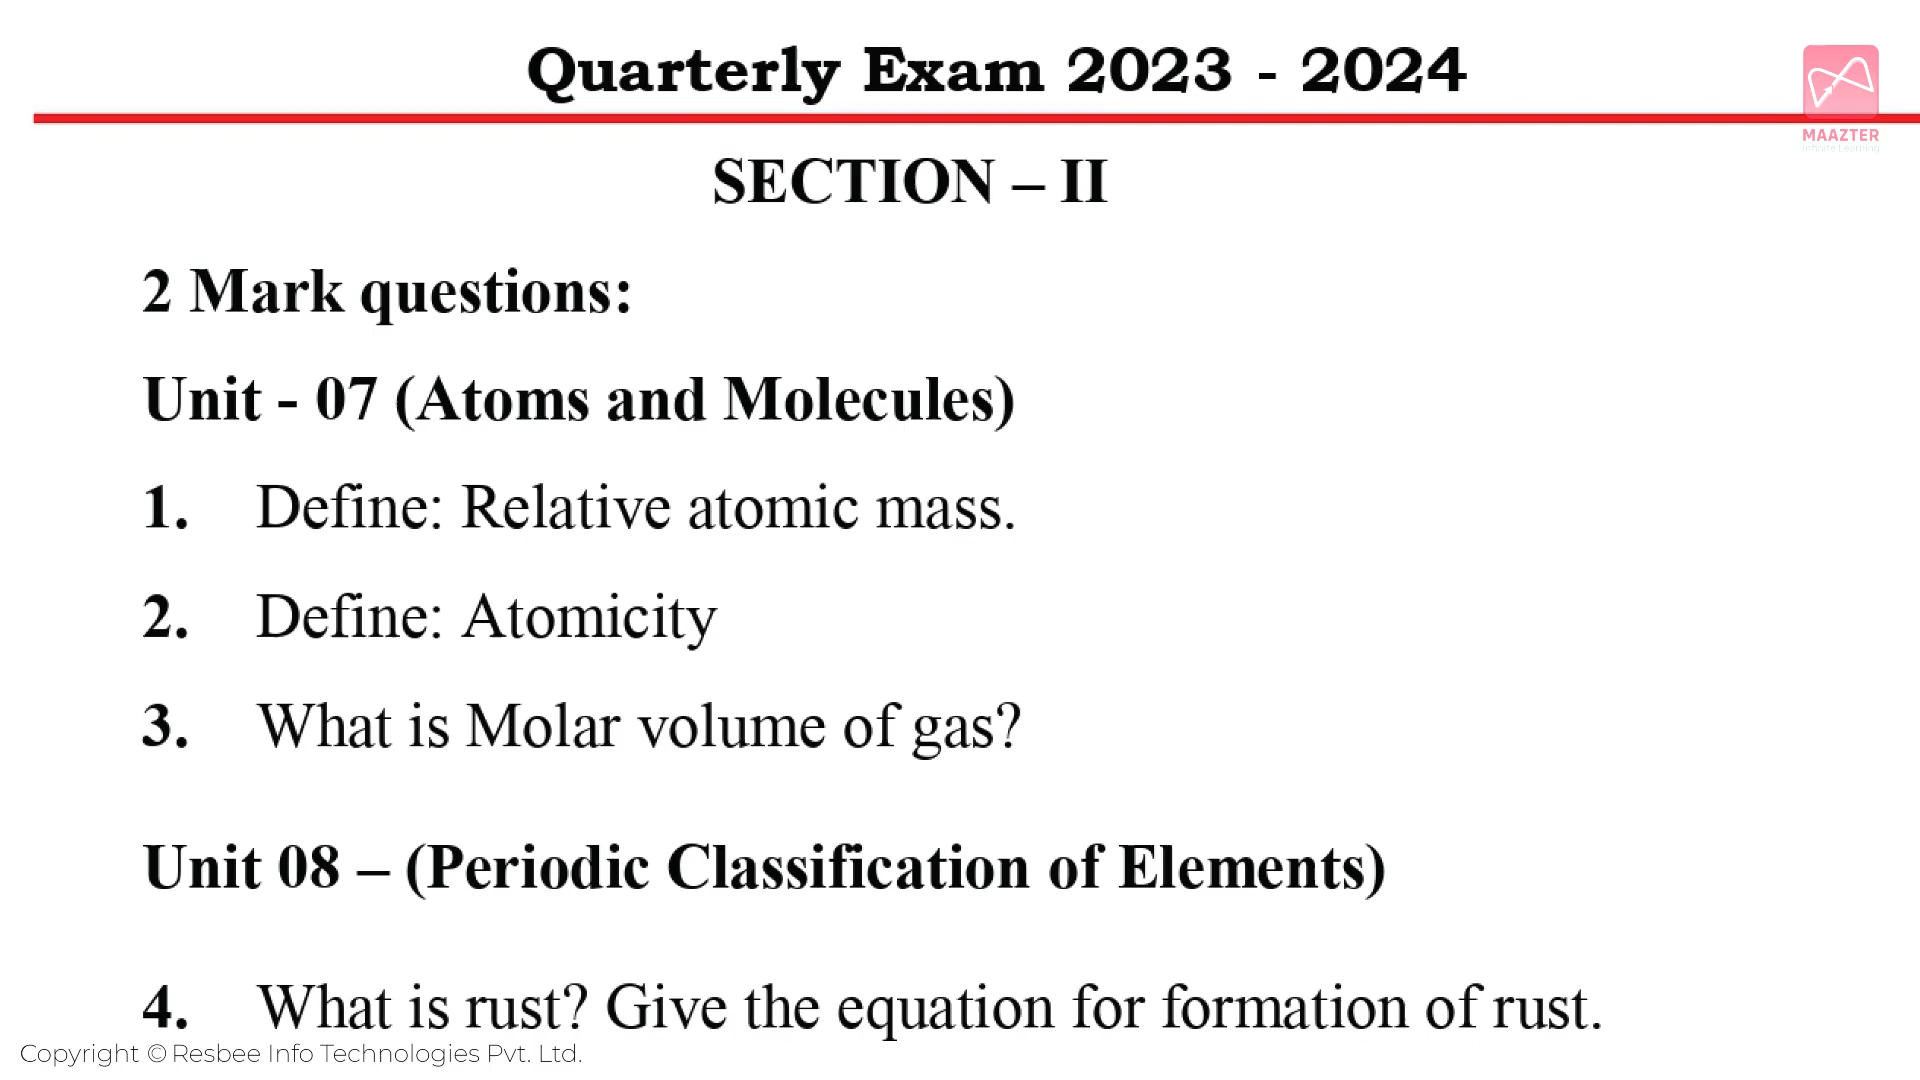 Quarterly Exam 2023 - 2024
MAAZTER
Infinite Learning
SECTION – II
2 Mark questions:
Unit - 07 (Atoms and Molecules)
1. Define: Relative atomic mass.
2. Define: Atomicity
3. What is Molar volume of gas?
Unit 08 – (Periodic Classification of Elements)
4. What is rust? Give the equation for formation of rust.
Copyright © Resbee Info Technologies Pvt. Ltd.